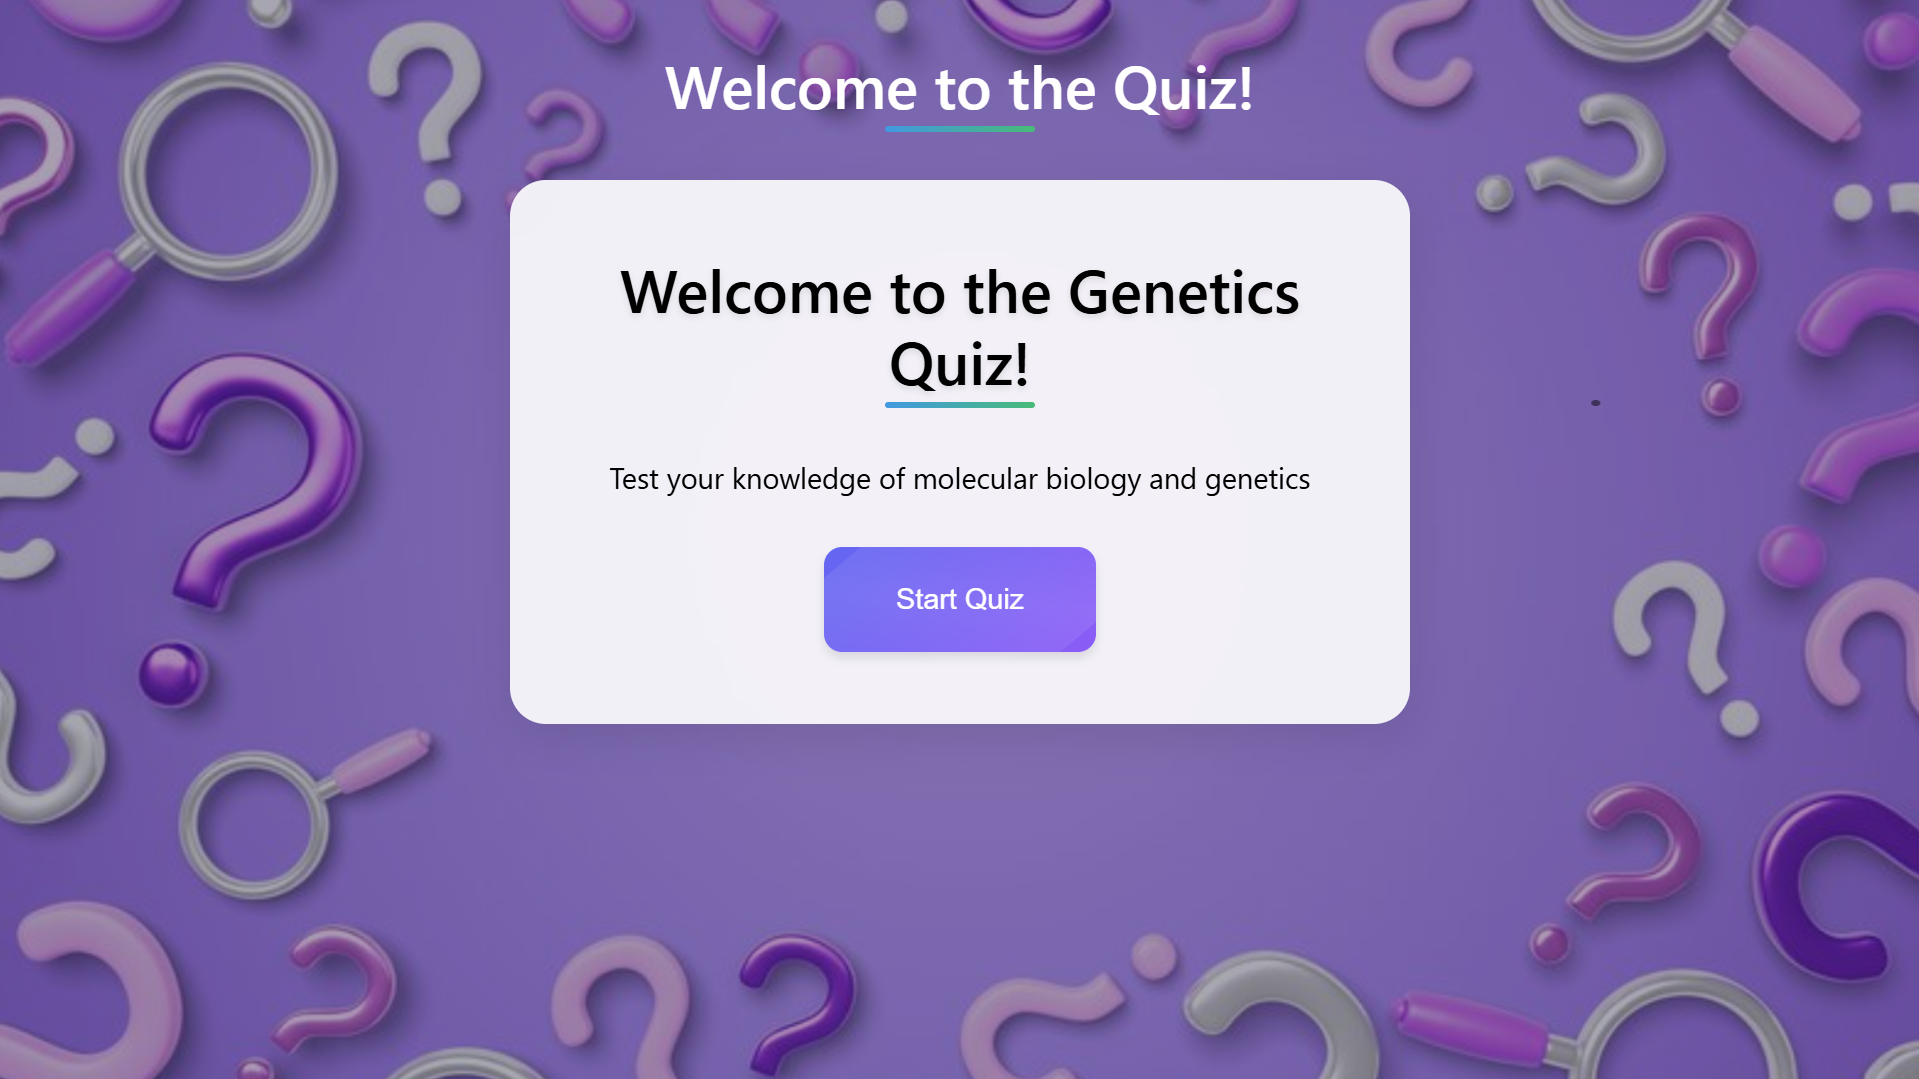 Welcome to the Quiz!
Welcome to the Genetics
Quiz!
Test your knowledge of molecular biology and genetics
Start Quiz